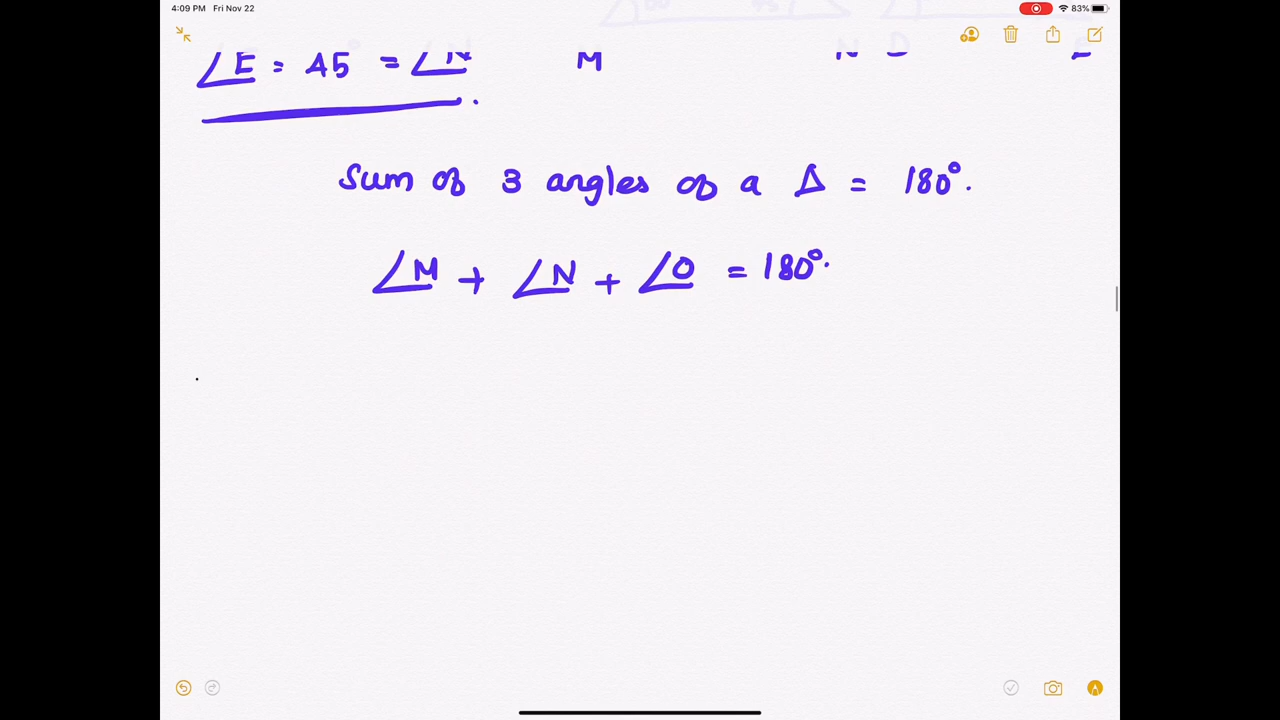 4:09 PM Fri Nov 22
83%
∠E = 45 = ∠N
M N D E
Sum of 3 angles of a Δ = 180°.
∠M + ∠N + ∠O = 180°.